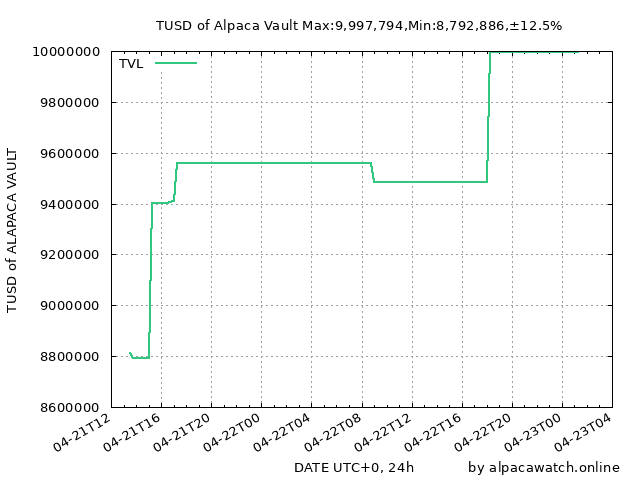 TUSD of Alpaca Vault Max:9,997,794,Min:8,792,886,±12.5%
TVL
10000000
9800000
9600000
9400000
9200000
9000000
8800000
8600000
TUSD of ALAPACA VAULT
04-21T12
04-21T16
04-21T20
04-22T00
04-22T04
04-22T08
04-22T12
04-22T16
04-22T20
04-23T00
04-23T04
DATE UTC+0, 24h
by alpacawatch.online